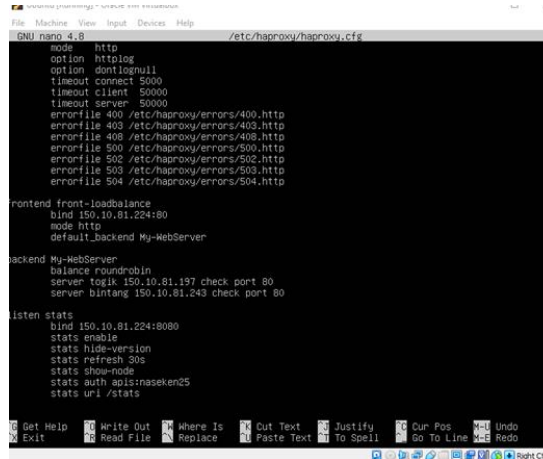 Ubuntu [Running] - Oracle VM VirtualBox
File Machine View Input Devices Help
GNU nano 4.8 /etc/haproxy/haproxy.cfg
mode http
option httplog
option dontlognull
timeout connect 5000
timeout client 50000
timeout server 50000
errorfile 400 /etc/haproxy/errors/400.http
errorfile 403 /etc/haproxy/errors/403.http
errorfile 408 /etc/haproxy/errors/408.http
errorfile 500 /etc/haproxy/errors/500.http
errorfile 502 /etc/haproxy/errors/502.http
errorfile 503 /etc/haproxy/errors/503.http
errorfile 504 /etc/haproxy/errors/504.http
frontend front-loadbalance
bind 150.10.81.224:80
mode http
default_backend My-WebServer
backend My-WebServer
balance roundrobin
server togik 150.10.81.197 check port 80
server bintang 150.10.81.243 check port 80
listen stats
bind 150.10.81.224:8080
stats enable
stats hide-version
stats refresh 30s
stats show-node
stats auth apis:naseken25
stats uri /stats
^G Get Help ^O Write Out ^W Where Is ^K Cut Text ^J Justify ^C Cur Pos M-U Undo
^X Exit ^R Read File ^\ Replace ^U Paste Text ^T To Spell ^_ Go To Line M-E Redo
Right Ct